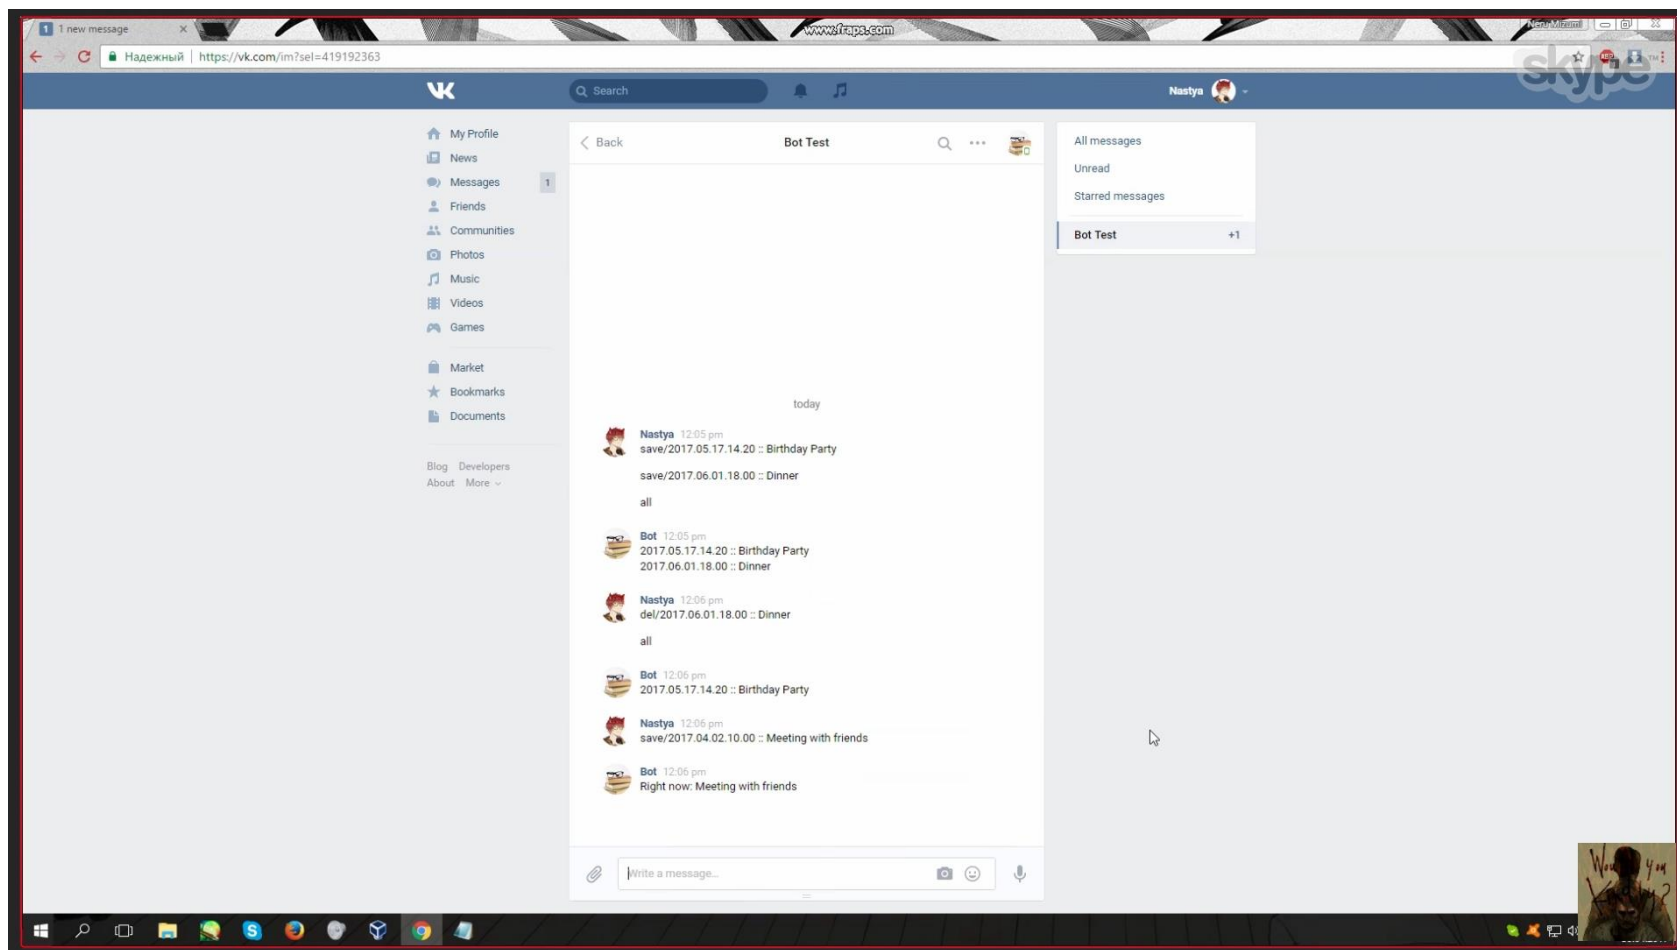 1 new message
www.fraps.com
Neru Mizumi
Надежный https://vk.com/im?sel=419192363
skype
Search
Nastya
My Profile
News
Messages 1
Friends
Communities
Photos
Music
Videos
Games
Market
Bookmarks
Documents
Blog Developers
About More
Back Bot Test
today
Nastya 12:05 pm
save/2017.05.17.14.20 :: Birthday Party
save/2017.06.01.18.00 :: Dinner
all
Bot 12:05 pm
2017.05.17.14.20 :: Birthday Party
2017.06.01.18.00 :: Dinner
Nastya 12:06 pm
del/2017.06.01.18.00 :: Dinner
all
Bot 12:06 pm
2017.05.17.14.20 :: Birthday Party
Nastya 12:06 pm
save/2017.04.02.10.00 :: Meeting with friends
Bot 12:06 pm
Right now: Meeting with friends
Write a message...
All messages
Unread
Starred messages
Bot Test +1